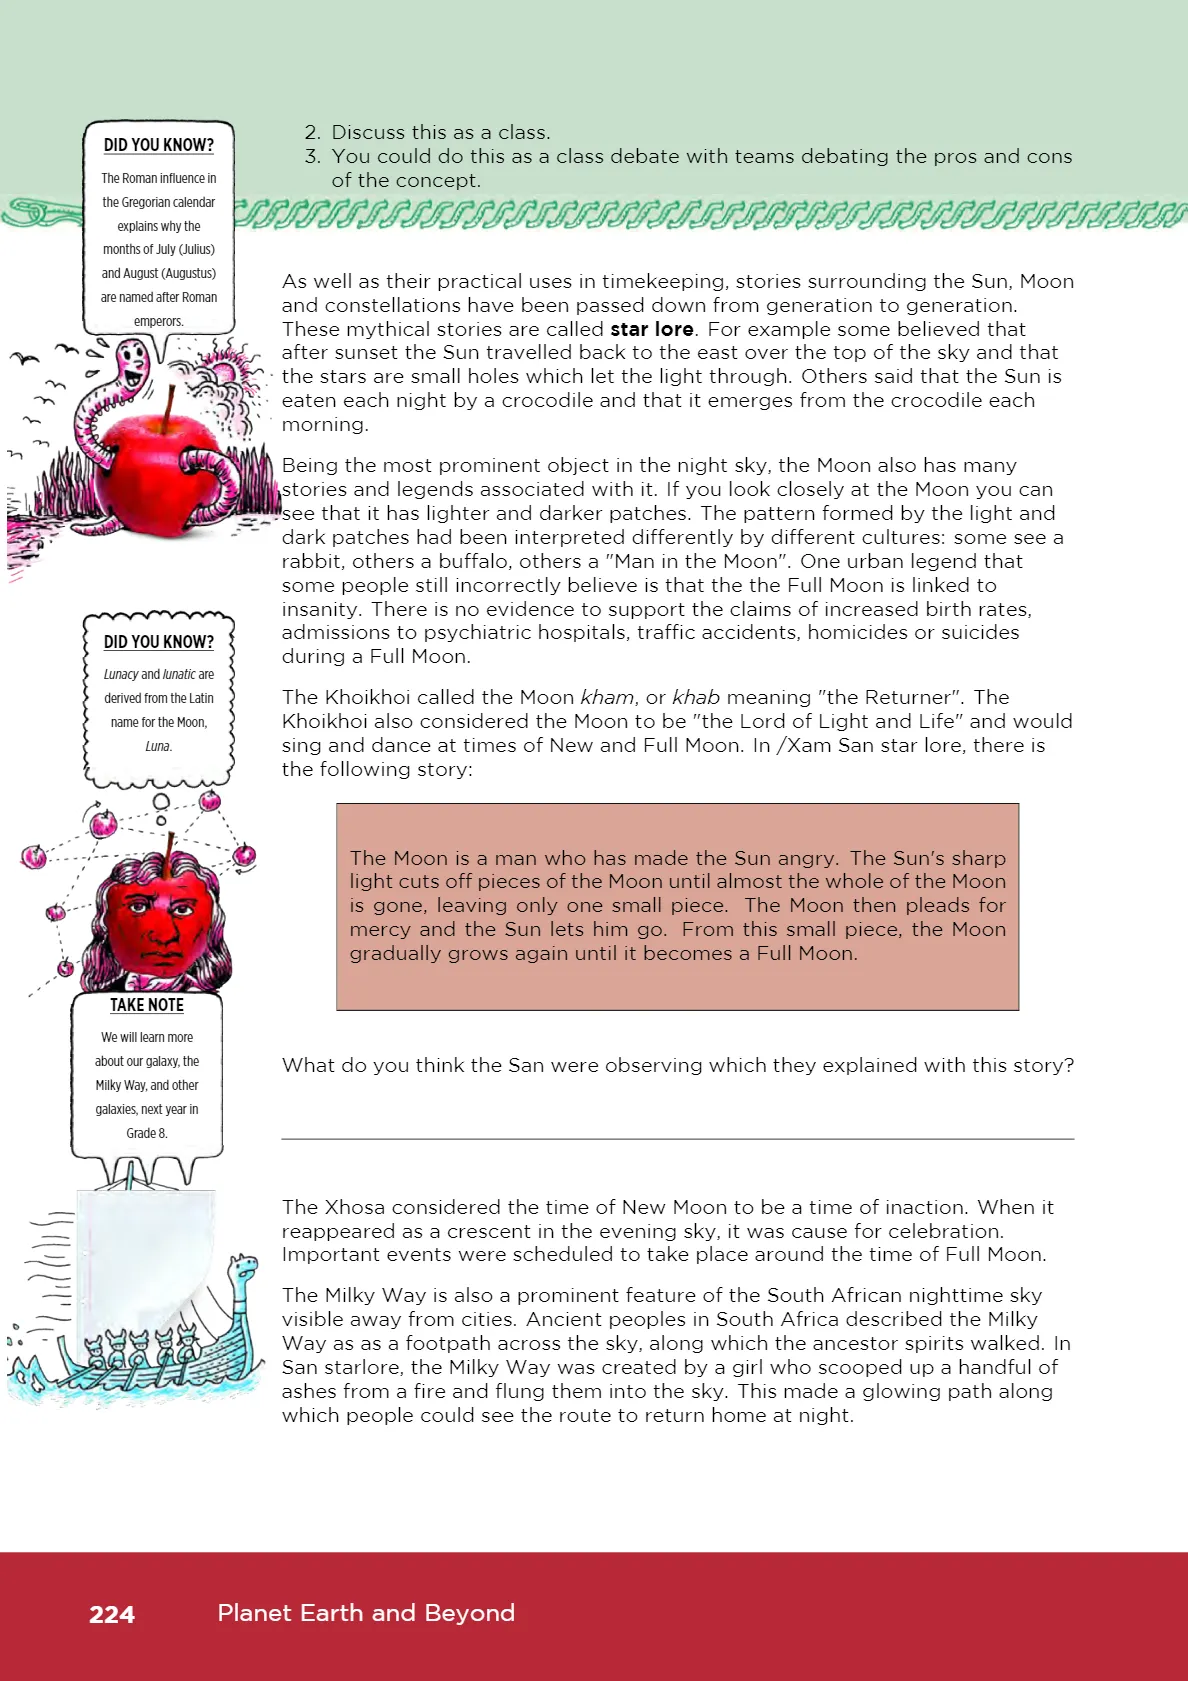 2. Discuss this as a class.
3. You could do this as a class debate with teams debating the pros and cons
of the concept.
DID YOU KNOW?
The Roman influence in
the Gregorian calendar
explains why the
months of July (Julius)
and August (Augustus)
are named after Roman
emperors.
As well as their practical uses in timekeeping, stories surrounding the Sun, Moon
and constellations have been passed down from generation to generation.
These mythical stories are called star lore. For example some believed that
after sunset the Sun travelled back to the east over the top of the sky and that
the stars are small holes which let the light through. Others said that the Sun is
eaten each night by a crocodile and that it emerges from the crocodile each
morning.
Being the most prominent object in the night sky, the Moon also has many
stories and legends associated with it. If you look closely at the Moon you can
see that it has lighter and darker patches. The pattern formed by the light and
dark patches had been interpreted differently by different cultures: some see a
rabbit, others a buffalo, others a "Man in the Moon". One urban legend that
some people still incorrectly believe is that the the Full Moon is linked to
insanity. There is no evidence to support the claims of increased birth rates,
admissions to psychiatric hospitals, traffic accidents, homicides or suicides
during a Full Moon.
DID YOU KNOW?
Lunacy and lunatic are
derived from the Latin
name for the Moon,
Luna.
The Khoikhoi called the Moon kham, or khab meaning "the Returner". The
Khoikhoi also considered the Moon to be "the Lord of Light and Life" and would
sing and dance at times of New and Full Moon. In /Xam San star lore, there is
the following story:
The Moon is a man who has made the Sun angry. The Sun's sharp
light cuts off pieces of the Moon until almost the whole of the Moon
is gone, leaving only one small piece. The Moon then pleads for
mercy and the Sun lets him go. From this small piece, the Moon
gradually grows again until it becomes a Full Moon.
TAKE NOTE
We will learn more
about our galaxy, the
Milky Way, and other
galaxies, next year in
Grade 8.
What do you think the San were observing which they explained with this story?
The Xhosa considered the time of New Moon to be a time of inaction. When it
reappeared as a crescent in the evening sky, it was cause for celebration.
Important events were scheduled to take place around the time of Full Moon.
The Milky Way is also a prominent feature of the South African nighttime sky
visible away from cities. Ancient peoples in South Africa described the Milky
Way as as a footpath across the sky, along which the ancestor spirits walked. In
San starlore, the Milky Way was created by a girl who scooped up a handful of
ashes from a fire and flung them into the sky. This made a glowing path along
which people could see the route to return home at night.
224 Planet Earth and Beyond